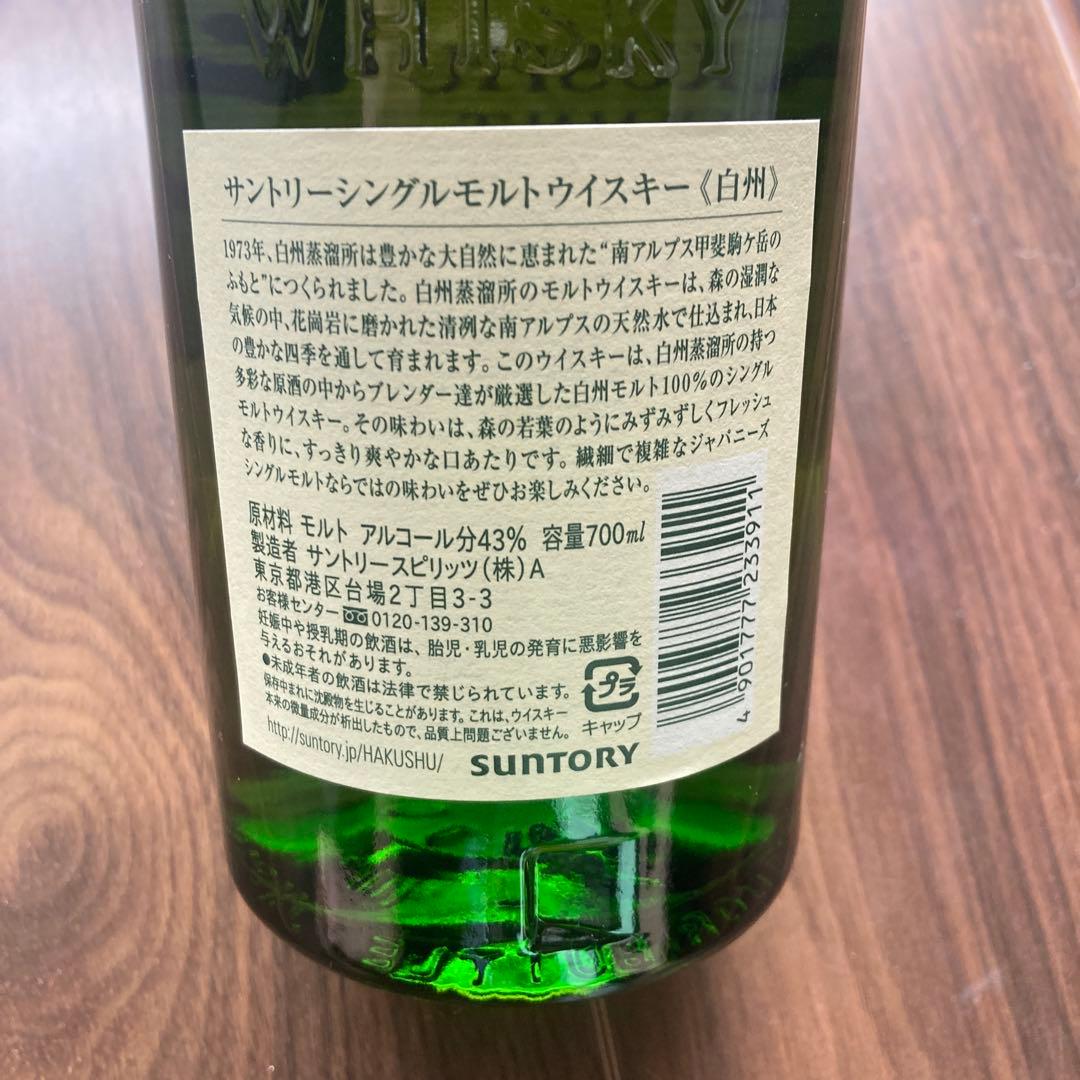 WHISKY
サントリーシングルモルトウイスキー《白州》
1973年、白州蒸溜所は豊かな大自然に恵まれた“南アルプス甲斐駒ケ岳の
ふもと”につくられました。白州蒸溜所のモルトウイスキーは、森の湿潤な
気候の中、花崗岩に磨かれた清冽な南アルプスの天然水で仕込まれ、日本
の豊かな四季を通して育まれます。このウイスキーは、白州蒸溜所の持つ
多彩な原酒の中からブレンダー達が厳選した白州モルト100%のシングル
モルトウイスキー。その味わいは、森の若葉のようにみずみずしくフレッシュ
な香りに、すっきり爽やかな口あたりです。繊細で複雑なジャパニーズ
シングルモルトならではの味わいをぜひお楽しみください。
原材料 モルト アルコール分43% 容量700ml
製造者 サントリースピリッツ(株)A
東京都港区台場2丁目3-3
お客様センター 0120-139-310
妊娠中や授乳期の飲酒は、胎児・乳児の発育に悪影響を
与えるおそれがあります。
●未成年者の飲酒は法律で禁じられています。
保存中まれに沈殿物を生じることがあります。これは、ウイスキー
本来の微量成分が析出したもので、品質上問題ございません。
プラ
キャップ
http://suntory.jp/HAKUSHU/
SUNTORY
4 901777 233911